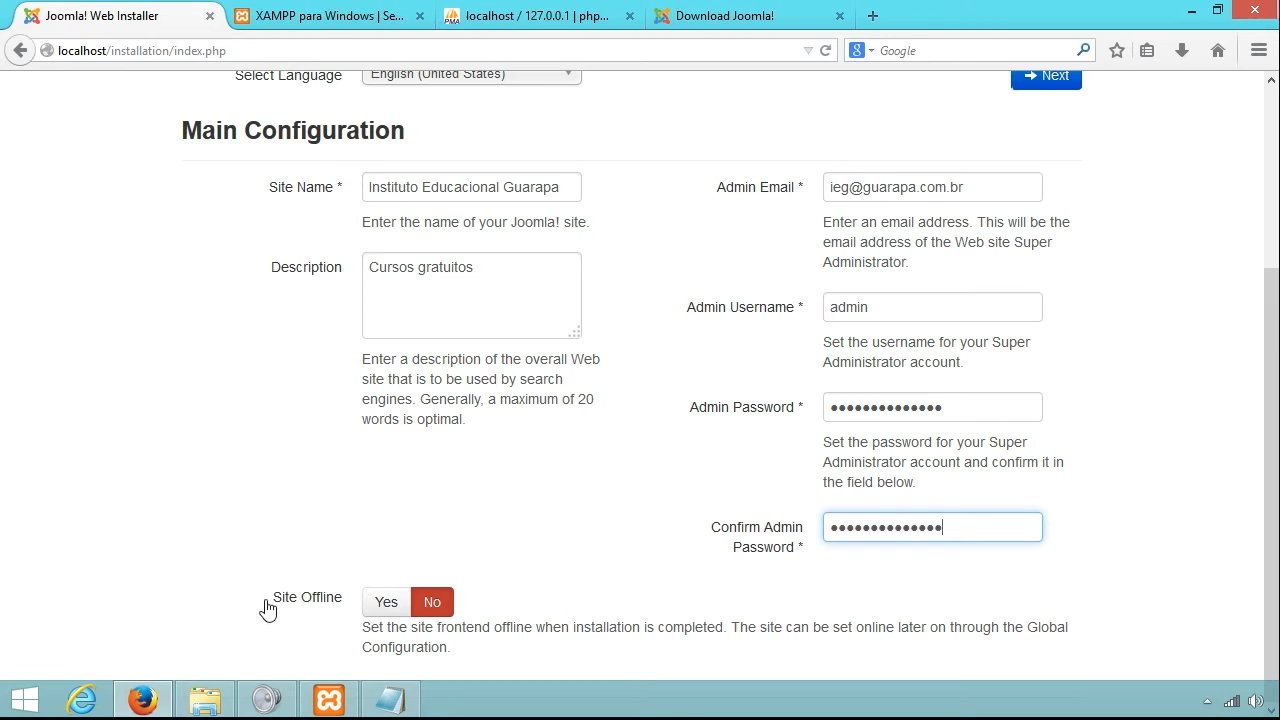 Joomla! Web Installer
XAMPP para Windows | Se...
localhost / 127.0.0.1 | php...
Download Joomla!
localhost/installation/index.php
Google
Select Language
English (United States)
Next
Main Configuration
Site Name *
Instituto Educacional Guarapa
Enter the name of your Joomla! site.
Description
Cursos gratuitos
Enter a description of the overall Web
site that is to be used by search
engines. Generally, a maximum of 20
words is optimal.
Admin Email *
ieg@guarapa.com.br
Enter an email address. This will be the
email address of the Web site Super
Administrator.
Admin Username *
admin
Set the username for your Super
Administrator account.
Admin Password *
●●●●●●●●●●●●●●
Set the password for your Super
Administrator account and confirm it in
the field below.
Confirm Admin
Password *
●●●●●●●●●●●●●●
Site Offline
Yes
No
Set the site frontend offline when installation is completed. The site can be set online later on through the Global
Configuration.